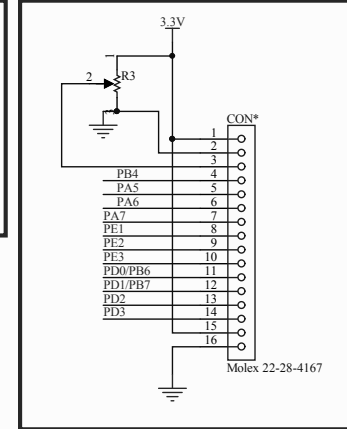 3.3V
1
2
R3
3
CON*
1
2
3
PB4 4
PA5 5
PA6 6
PA7 7
PE1 8
PE2 9
PE3 10
PD0/PB6 11
PD1/PB7 12
PD2 13
PD3 14
15
16
Molex 22-28-4167